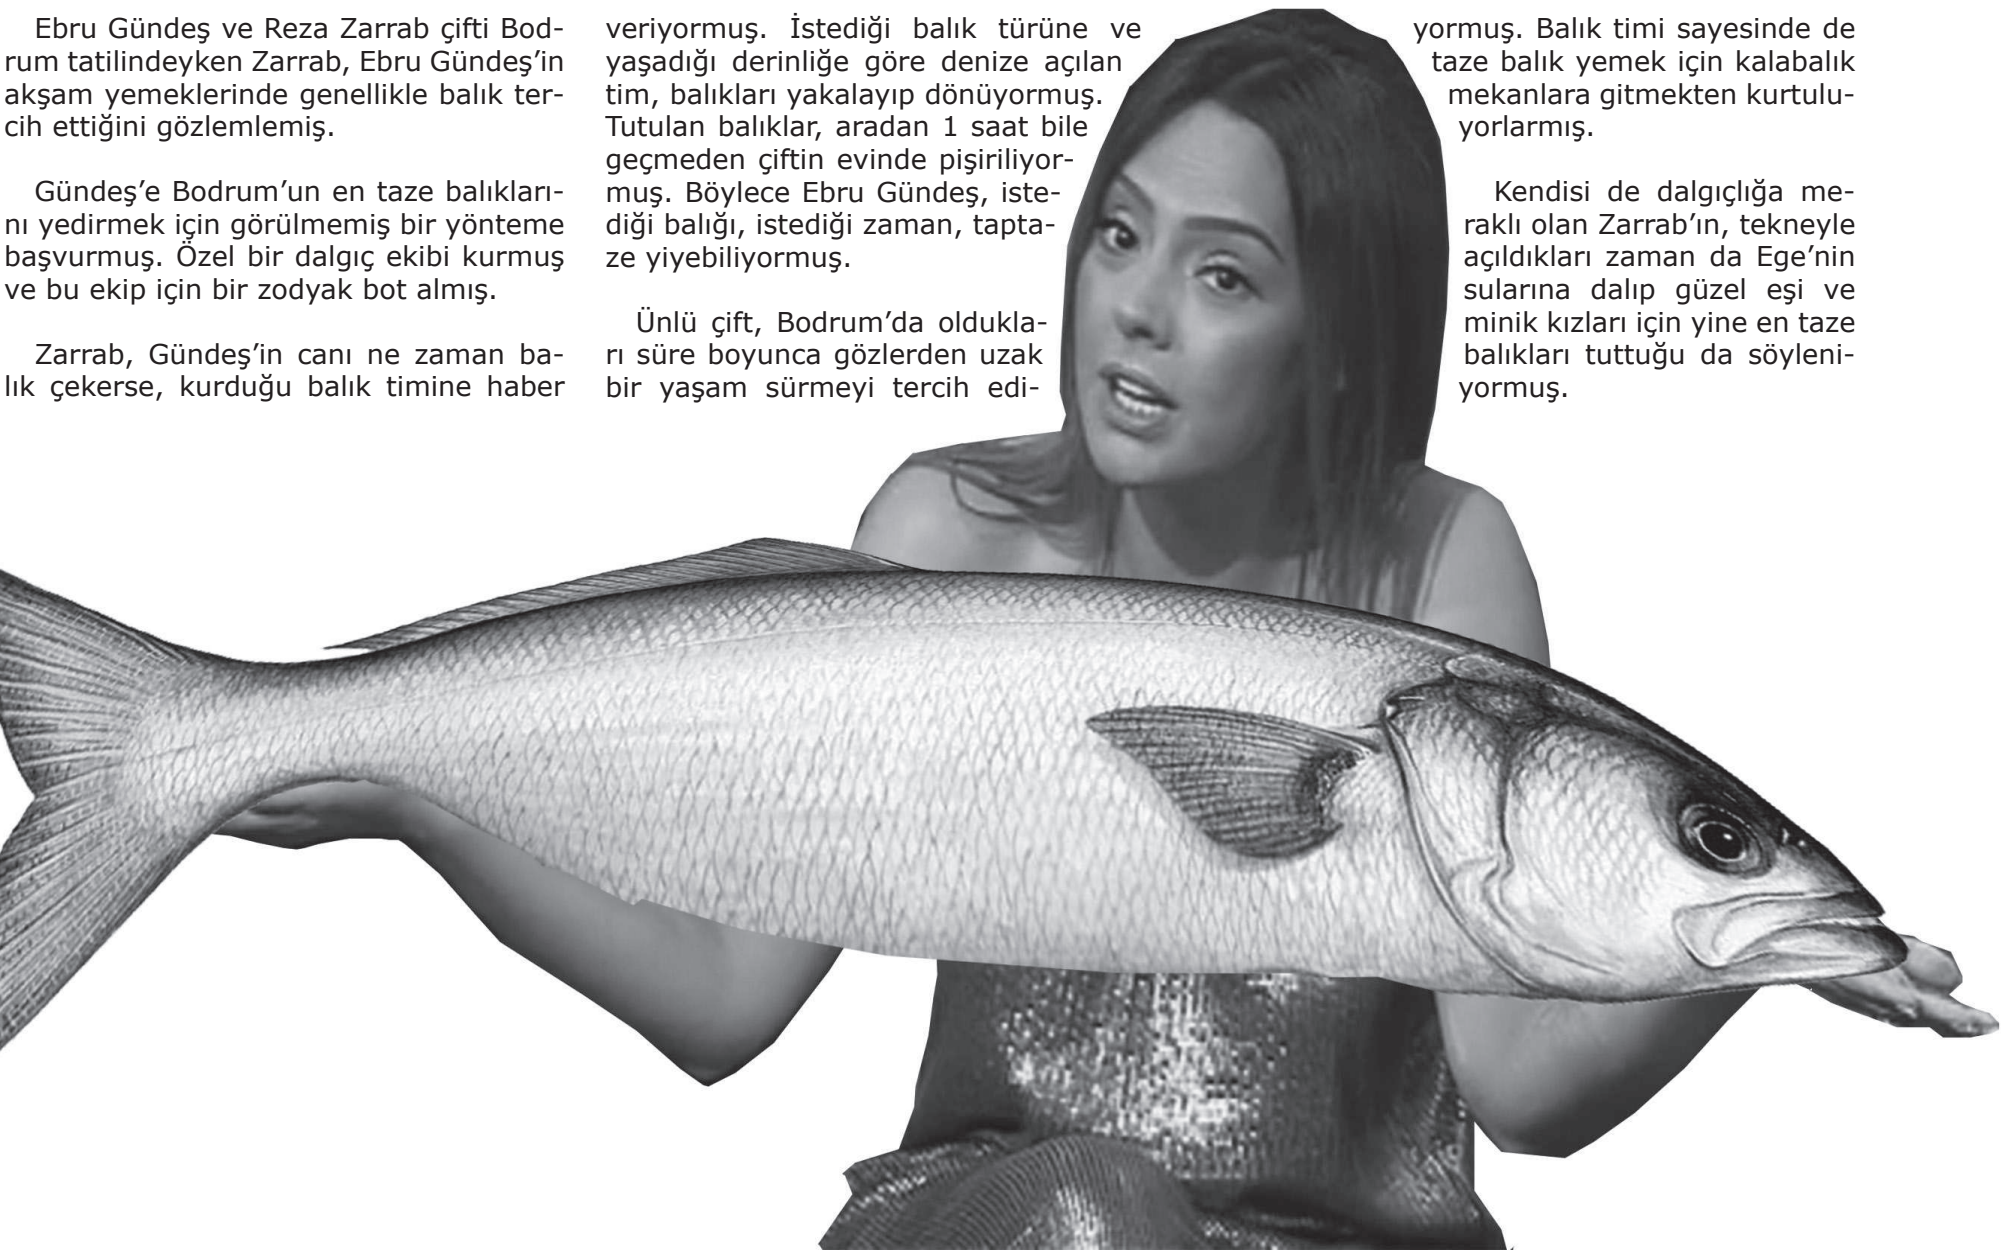 Ebru Gündeş ve Reza Zarrab çifti Bod-
rum tatilindeyken Zarrab, Ebru Gündeş’in
akşam yemeklerinde genellikle balık ter-
cih ettiğini gözlemlemiş.
Gündeş’e Bodrum’un en taze balıkları-
nı yedirmek için görülmemiş bir yönteme
başvurmuş. Özel bir dalgıç ekibi kurmuş
ve bu ekip için bir zodyak bot almış.
Zarrab, Gündeş’in canı ne zaman ba-
lık çekerse, kurduğu balık timine haber
veriyormuş. İstediği balık türüne ve
yaşadığı derinliğe göre denize açılan
tim, balıkları yakalayıp dönüyormuş.
Tutulan balıklar, aradan 1 saat bile
geçmeden çiftin evinde pişiriliyor-
muş. Böylece Ebru Gündeş, iste-
diği balığı, istediği zaman, tapta-
ze yiyebiliyormuş.
Ünlü çift, Bodrum’da oldukla-
rı süre boyunca gözlerden uzak
bir yaşam sürmeyi tercih edi-
yormuş. Balık timi sayesinde de
taze balık yemek için kalabalık
mekanlara gitmekten kurtulu-
yorlarmış.
Kendisi de dalgıçlığa me-
raklı olan Zarrab’ın, tekneyle
açıldıkları zaman da Ege’nin
sularına dalıp güzel eşi ve
minik kızları için yine en taze
balıkları tuttuğu da söyleni-
yormuş.